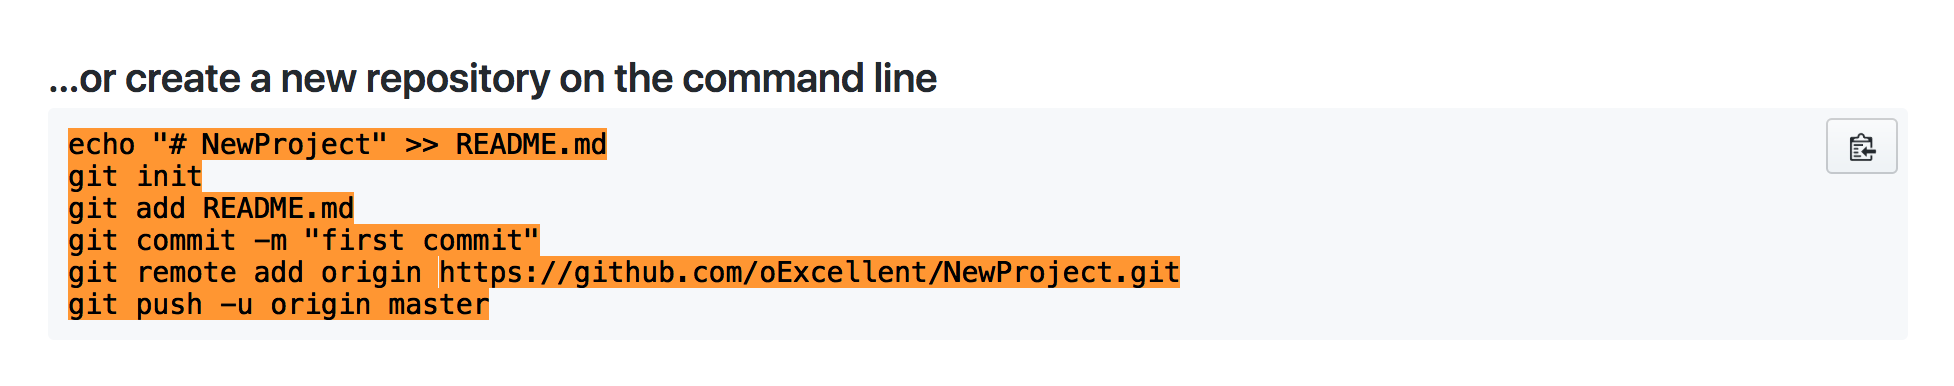 ...or create a new repository on the command line
echo "# NewProject" >> README.md
git init
git add README.md
git commit -m "first commit"
git remote add origin https://github.com/oExcellent/NewProject.git
git push -u origin master